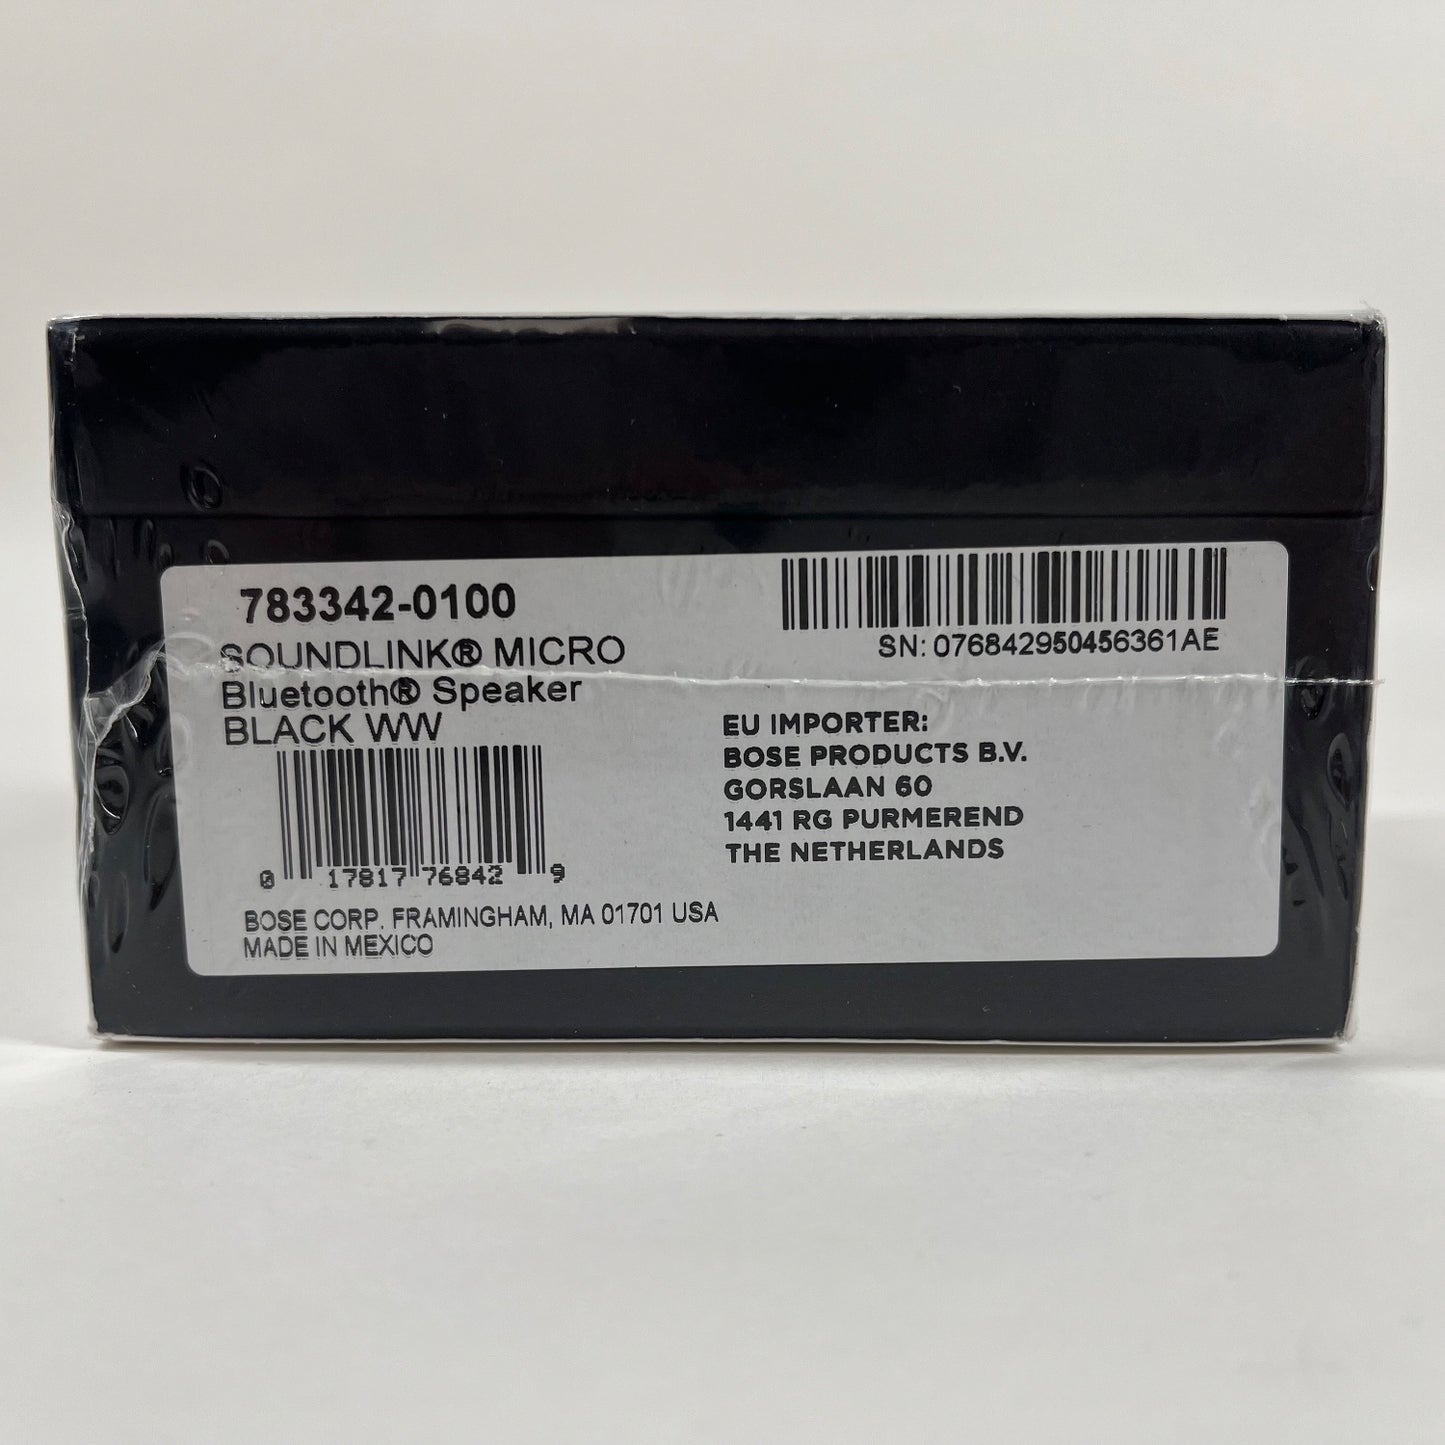 783342-0100
SOUNDLINK® MICRO
Bluetooth® Speaker
BLACK WW
0 17817 76842 9
BOSE CORP. FRAMINGHAM, MA 01701 USA
MADE IN MEXICO
SN: 076842950456361AE
EU IMPORTER:
BOSE PRODUCTS B.V.
GORSLAAN 60
1441 RG PURMEREND
THE NETHERLANDS